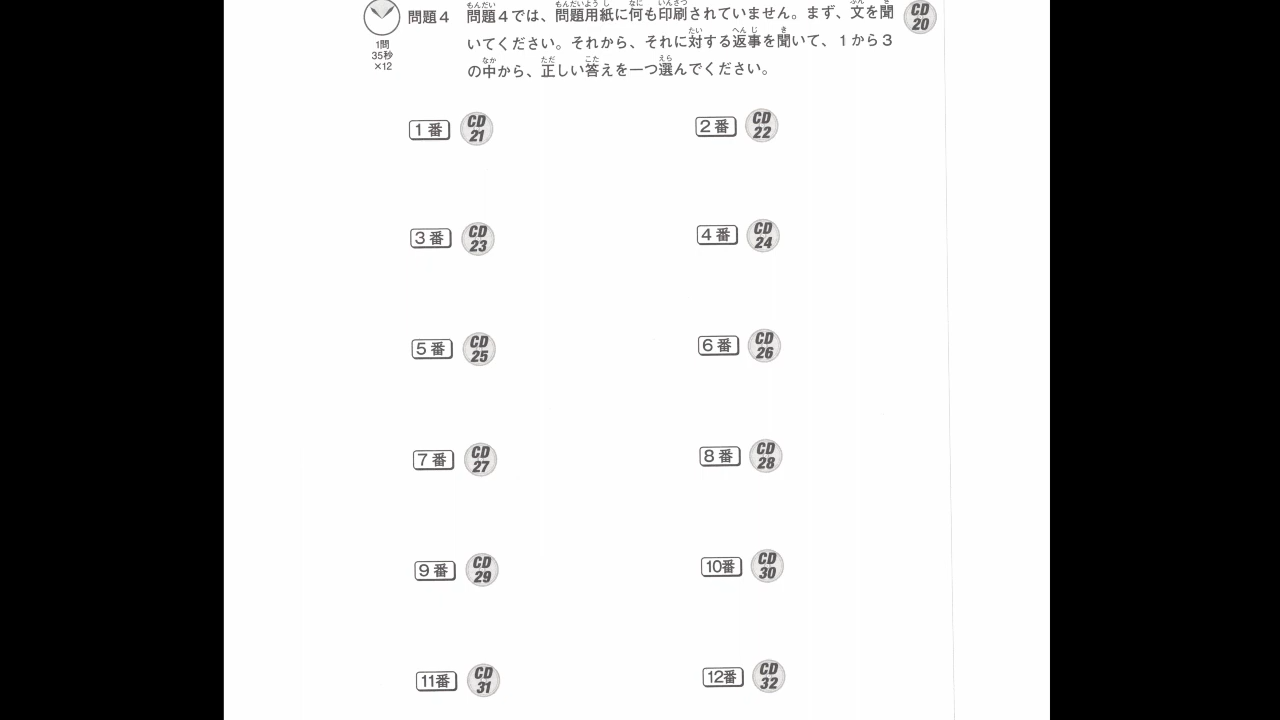 問題4 問題4では、問題用紙に何も印刷されていません。まず、文を聞
いてください。それから、それに対する返事を聞いて、1から3
の中から、正しい答えを一つ選んでください。
1問
35秒
×12
CD
20
1番 CD 21
2番 CD 22
3番 CD 23
4番 CD 24
5番 CD 25
6番 CD 26
7番 CD 27
8番 CD 28
9番 CD 29
10番 CD 30
11番 CD 31
12番 CD 32